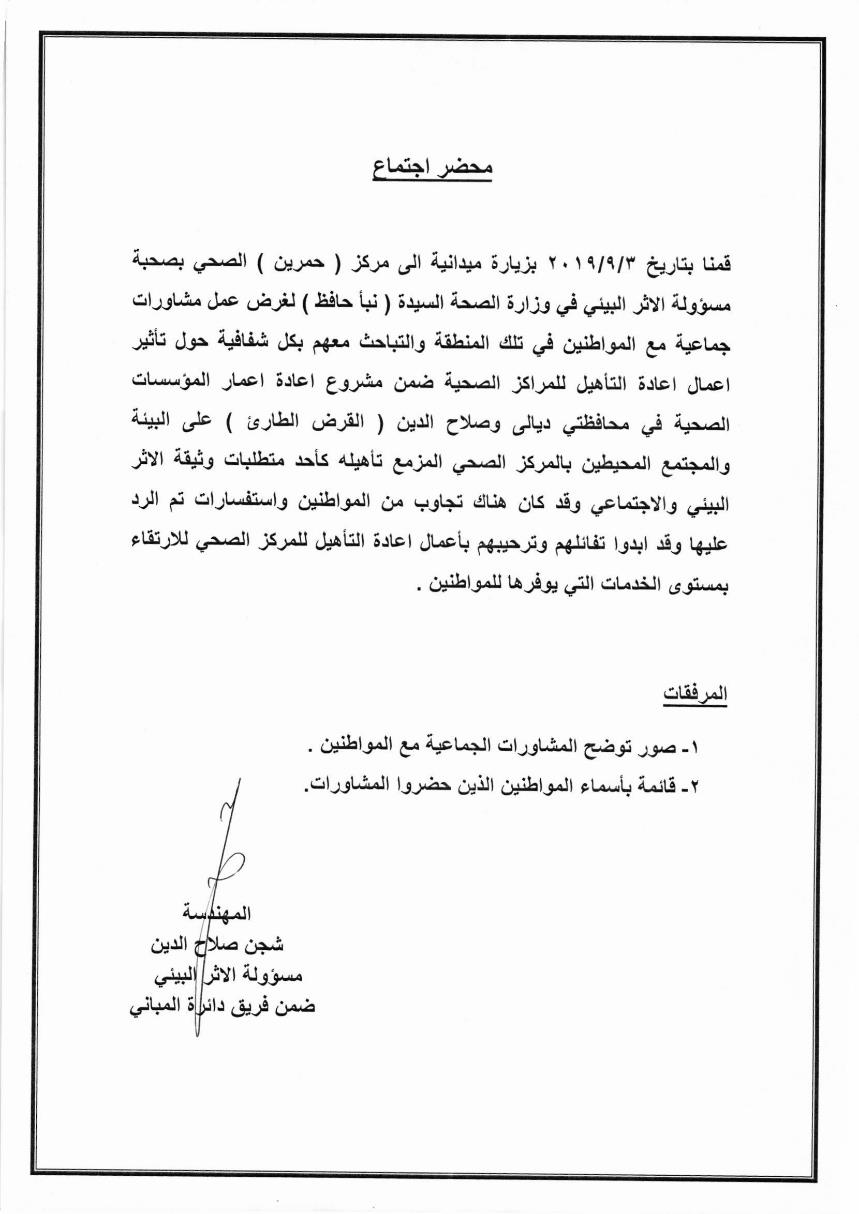 محضر اجتماع
قمنا بتاريخ ٢٠١٩/٩/٣ بزيارة ميدانية الى مركز ( حمرين ) الصحي بصحبة
مسؤولة الاثر البيئي في وزارة الصحة السيدة ( نبأ حافظ ) لغرض عمل مشاورات
جماعية مع المواطنين في تلك المنطقة والتباحث معهم بكل شفافية حول تأثير
اعمال اعادة التأهيل للمراكز الصحية ضمن مشروع اعادة اعمار المؤسسات
الصحية في محافظتي ديالى وصلاح الدين ( القرض الطارئ ) على البيئة
والمجتمع المحيطين بالمركز الصحي المزمع تأهيله كأحد متطلبات وثيقة الاثر
البيئي والاجتماعي وقد كان هناك تجاوب من المواطنين واستفسارات تم الرد
عليها وقد ابدوا تفائلهم وترحيبهم بأعمال اعادة التأهيل للمركز الصحي للارتقاء
بمستوى الخدمات التي يوفرها للمواطنين .
المرفقات
١- صور توضح المشاورات الجماعية مع المواطنين .
٢- قائمة بأسماء المواطنين الذين حضروا المشاورات.
المهندسة
شجن صلاح الدين
مسؤولة الاثر البيئي
ضمن فريق دائرة المباني